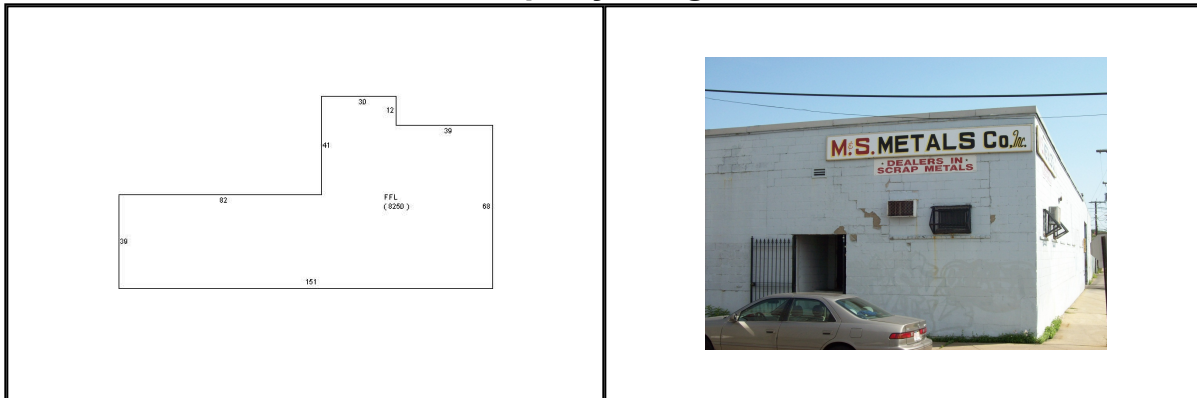 30
12
39
41
82
FFL
( 8250 )
68
39
151
M&S.METALS Co., Inc.
· DEALERS IN ·
SCRAP METALS